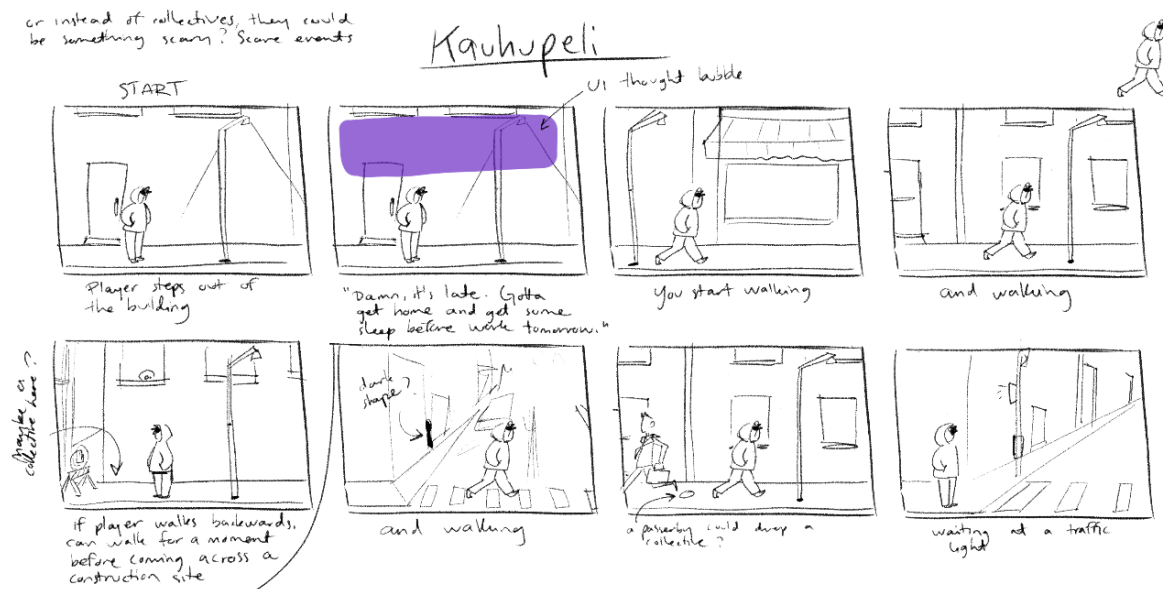 or instead of collectives, they could
be something scary? Scare events
Kauhupeli
START
UI thought bubble
Player steps out of
the building
"Damn, it's late. Gotta
get home and get some
sleep before work tomorrow."
You start walking
and walking
Maybe a
collective here?
if player walks backwards,
can walk for a moment
before coming across a
construction site
dark
shape?
and walking
a passerby could drop a
collective?
waiting at a traffic
light